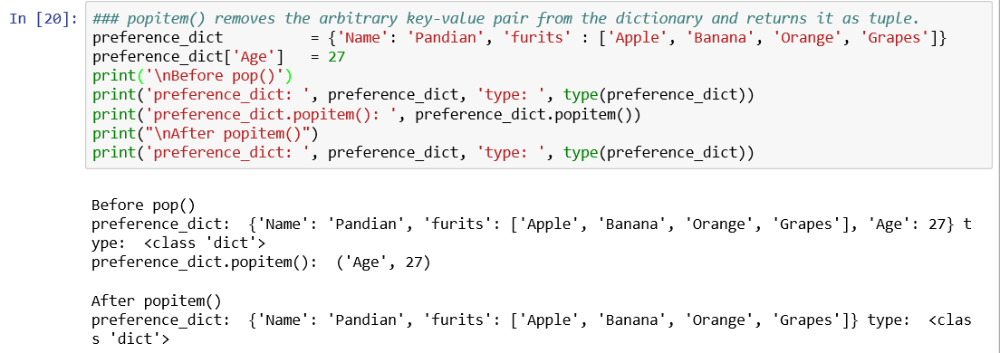 In [20]: ### popitem() removes the arbitrary key-value pair from the dictionary and returns it as tuple.
preference_dict          = {'Name': 'Pandian', 'furits' : ['Apple', 'Banana', 'Orange', 'Grapes']}
preference_dict['Age']   = 27
print('\nBefore pop()')
print('preference_dict: ', preference_dict, 'type: ', type(preference_dict))
print('preference_dict.popitem(): ', preference_dict.popitem())
print("\nAfter popitem()")
print('preference_dict: ', preference_dict, 'type: ', type(preference_dict))
Before pop()
preference_dict:  {'Name': 'Pandian', 'furits': ['Apple', 'Banana', 'Orange', 'Grapes'], 'Age': 27} t
ype:  <class 'dict'>
preference_dict.popitem():  ('Age', 27)
After popitem()
preference_dict:  {'Name': 'Pandian', 'furits': ['Apple', 'Banana', 'Orange', 'Grapes']} type:  <clas
s 'dict'>